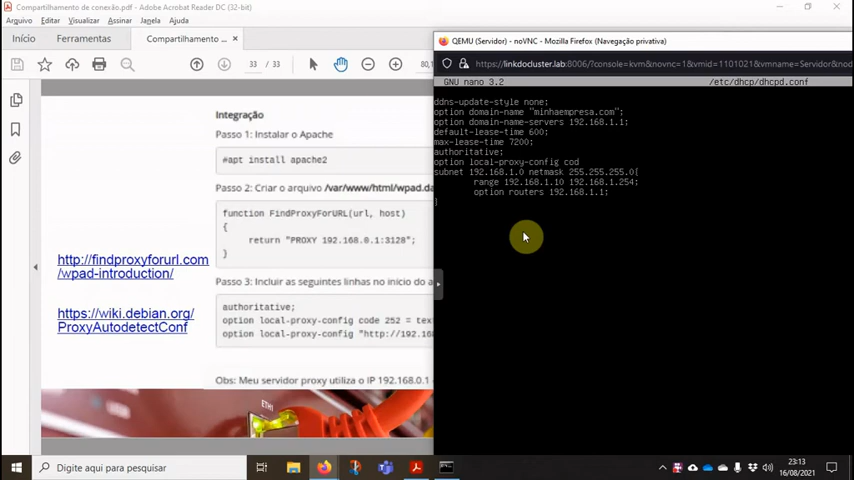 Compartilhamento de conexão.pdf - Adobe Acrobat Reader DC (32-bit)
Arquivo Editar Visualizar Assinar Janela Ajuda
Início Ferramentas Compartilhamento ... ×
33 / 33
80,
Integração
Passo 1: Instalar o Apache
#apt install apache2
Passo 2: Criar o arquivo /var/www/html/wpad.da
function FindProxyForURL(url, host)
{
return "PROXY 192.168.0.1:3128";
}
Passo 3: Incluir as seguintes linhas no início do a
authoritative;
option local-proxy-config code 252 = tex
option local-proxy-config "http://192.168
Obs: Meu servidor proxy utiliza o IP 192.168.0.1
http://findproxyforurl.com
/wpad-introduction/
https://wiki.debian.org/
ProxyAutodetectConf
ETH1
QEMU (Servidor) - noVNC - Mozilla Firefox (Navegação privativa)
https://linkdocluster.lab:8006/?console=kvm&novnc=1&vmid=1101021&vmname=Servidor&nod
GNU nano 3.2 /etc/dhcp/dhcpd.conf
ddns-update-style none;
option domain-name "minhaempresa.com";
option domain-name-servers 192.168.1.1;
default-lease-time 600;
max-lease-time 7200;
authoritative;
option local-proxy-config cod
subnet 192.168.1.0 netmask 255.255.255.0{
range 192.168.1.10 192.168.1.254;
option routers 192.168.1.1;
}
Digite aqui para pesquisar
23:13
16/08/2021